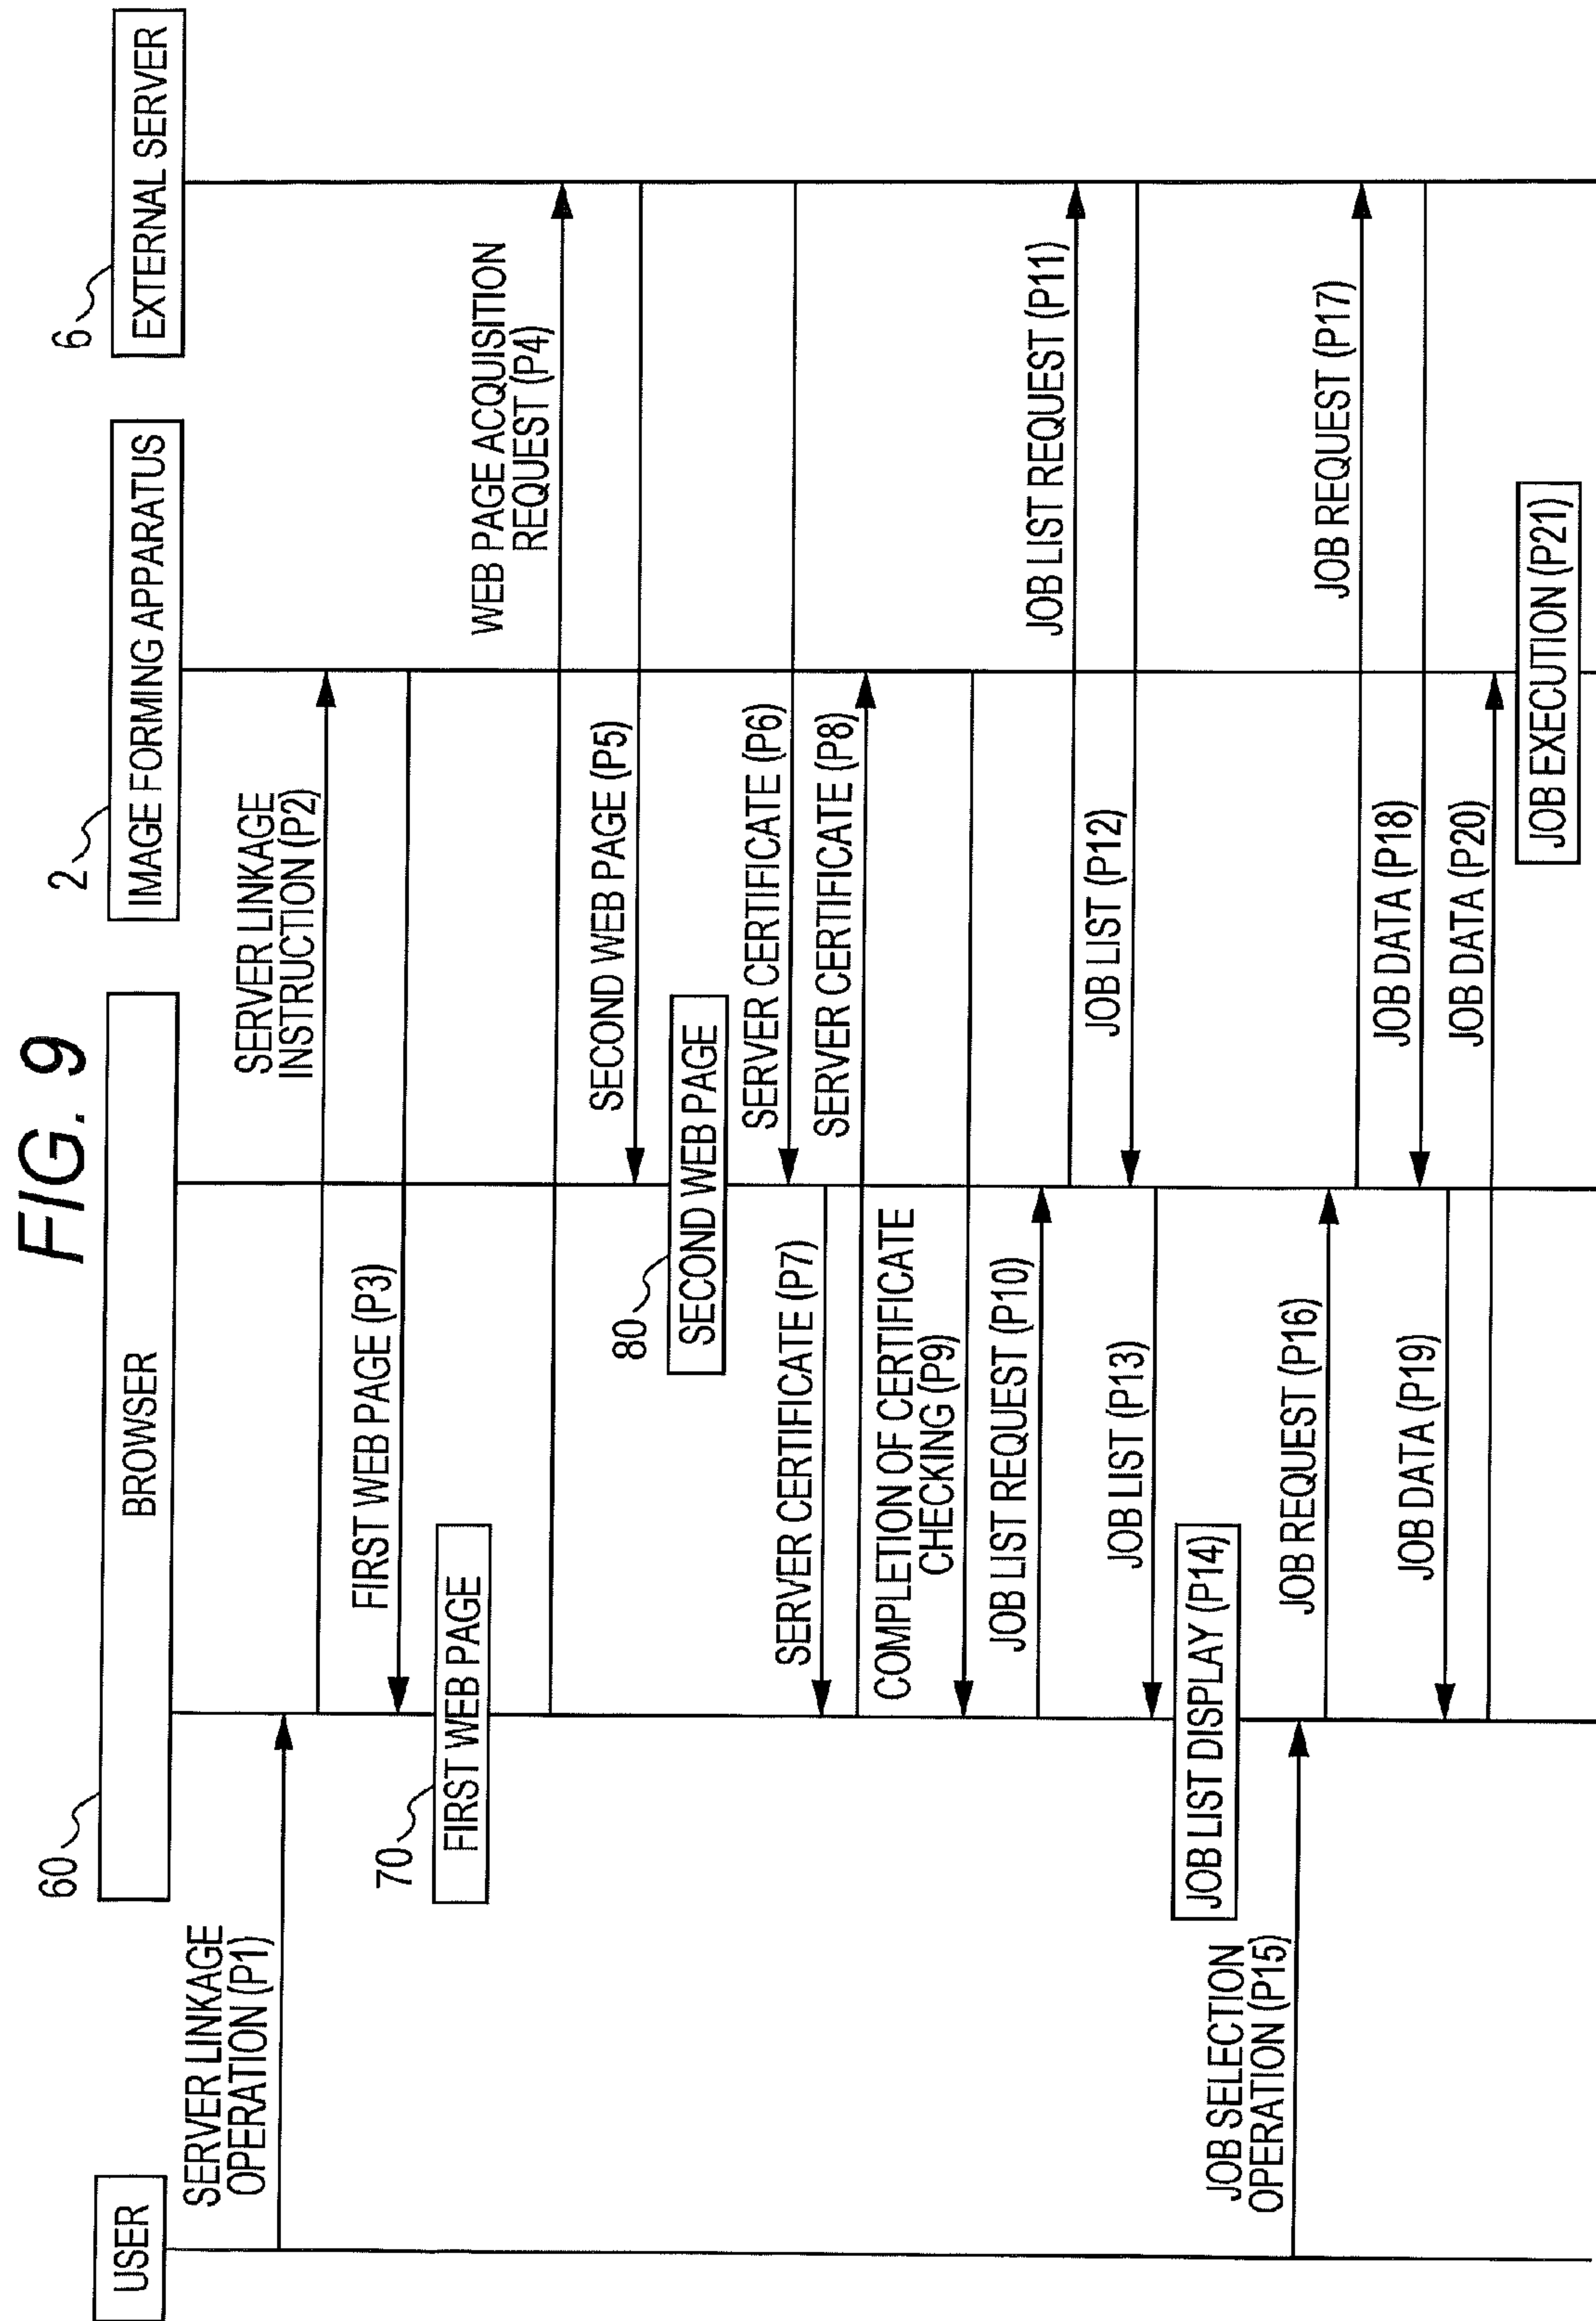 FIG. 9
USER
60
BROWSER
2
IMAGE FORMING APPARATUS
6
EXTERNAL SERVER
SERVER LINKAGE
OPERATION (P1)
SERVER LINKAGE
INSTRUCTION (P2)
FIRST WEB PAGE (P3)
70
FIRST WEB PAGE
WEB PAGE ACQUISITION
REQUEST (P4)
SECOND WEB PAGE (P5)
80
SECOND WEB PAGE
SERVER CERTIFICATE (P6)
SERVER CERTIFICATE (P7)
SERVER CERTIFICATE (P8)
COMPLETION OF CERTIFICATE
CHECKING (P9)
JOB LIST REQUEST (P10)
JOB LIST REQUEST (P11)
JOB LIST (P12)
JOB LIST (P13)
JOB LIST DISPLAY (P14)
JOB SELECTION
OPERATION (P15)
JOB REQUEST (P16)
JOB REQUEST (P17)
JOB DATA (P18)
JOB DATA (P19)
JOB DATA (P20)
JOB EXECUTION (P21)